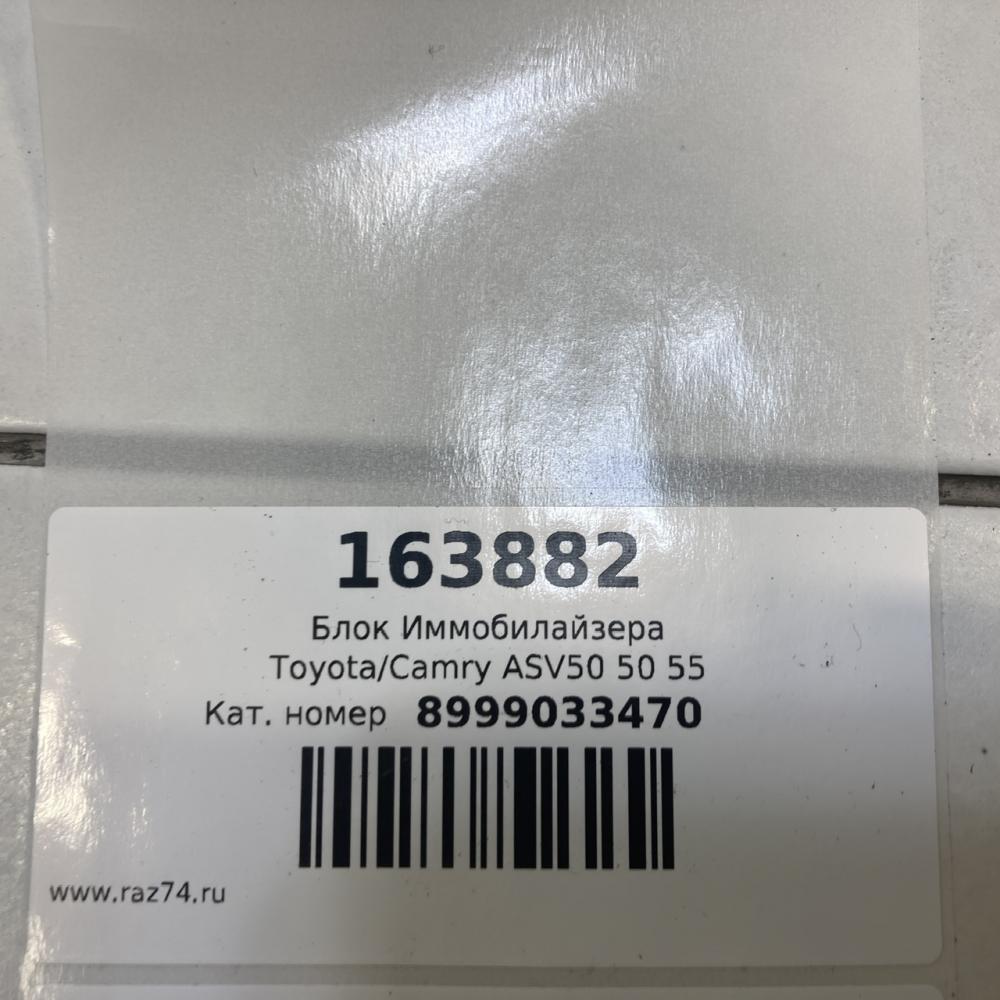 163882
Блок Иммобилайзера
Toyota/Camry ASV50 50 55
Кат. номер 8999033470
www.raz74.ru